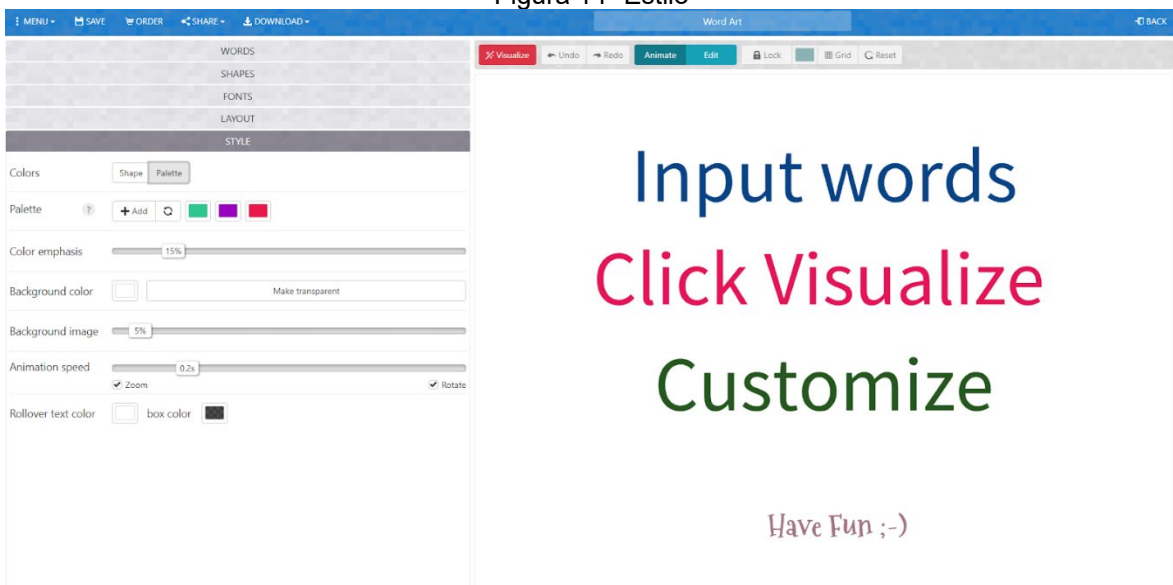 Figura 11- Estilo
MENU SAVE ORDER SHARE DOWNLOAD Word Art BACK
WORDS
SHAPES
FONTS
LAYOUT
STYLE
Colors Shape Palette
Palette ? + Add
Color emphasis 15%
Background color Make transparent
Background image 5%
Animation speed 0.2s
Zoom Rotate
Rollover text color box color
Visualize Undo Redo Animate Edit Lock Grid Reset
Input words
Click Visualize
Customize
Have Fun ;-)